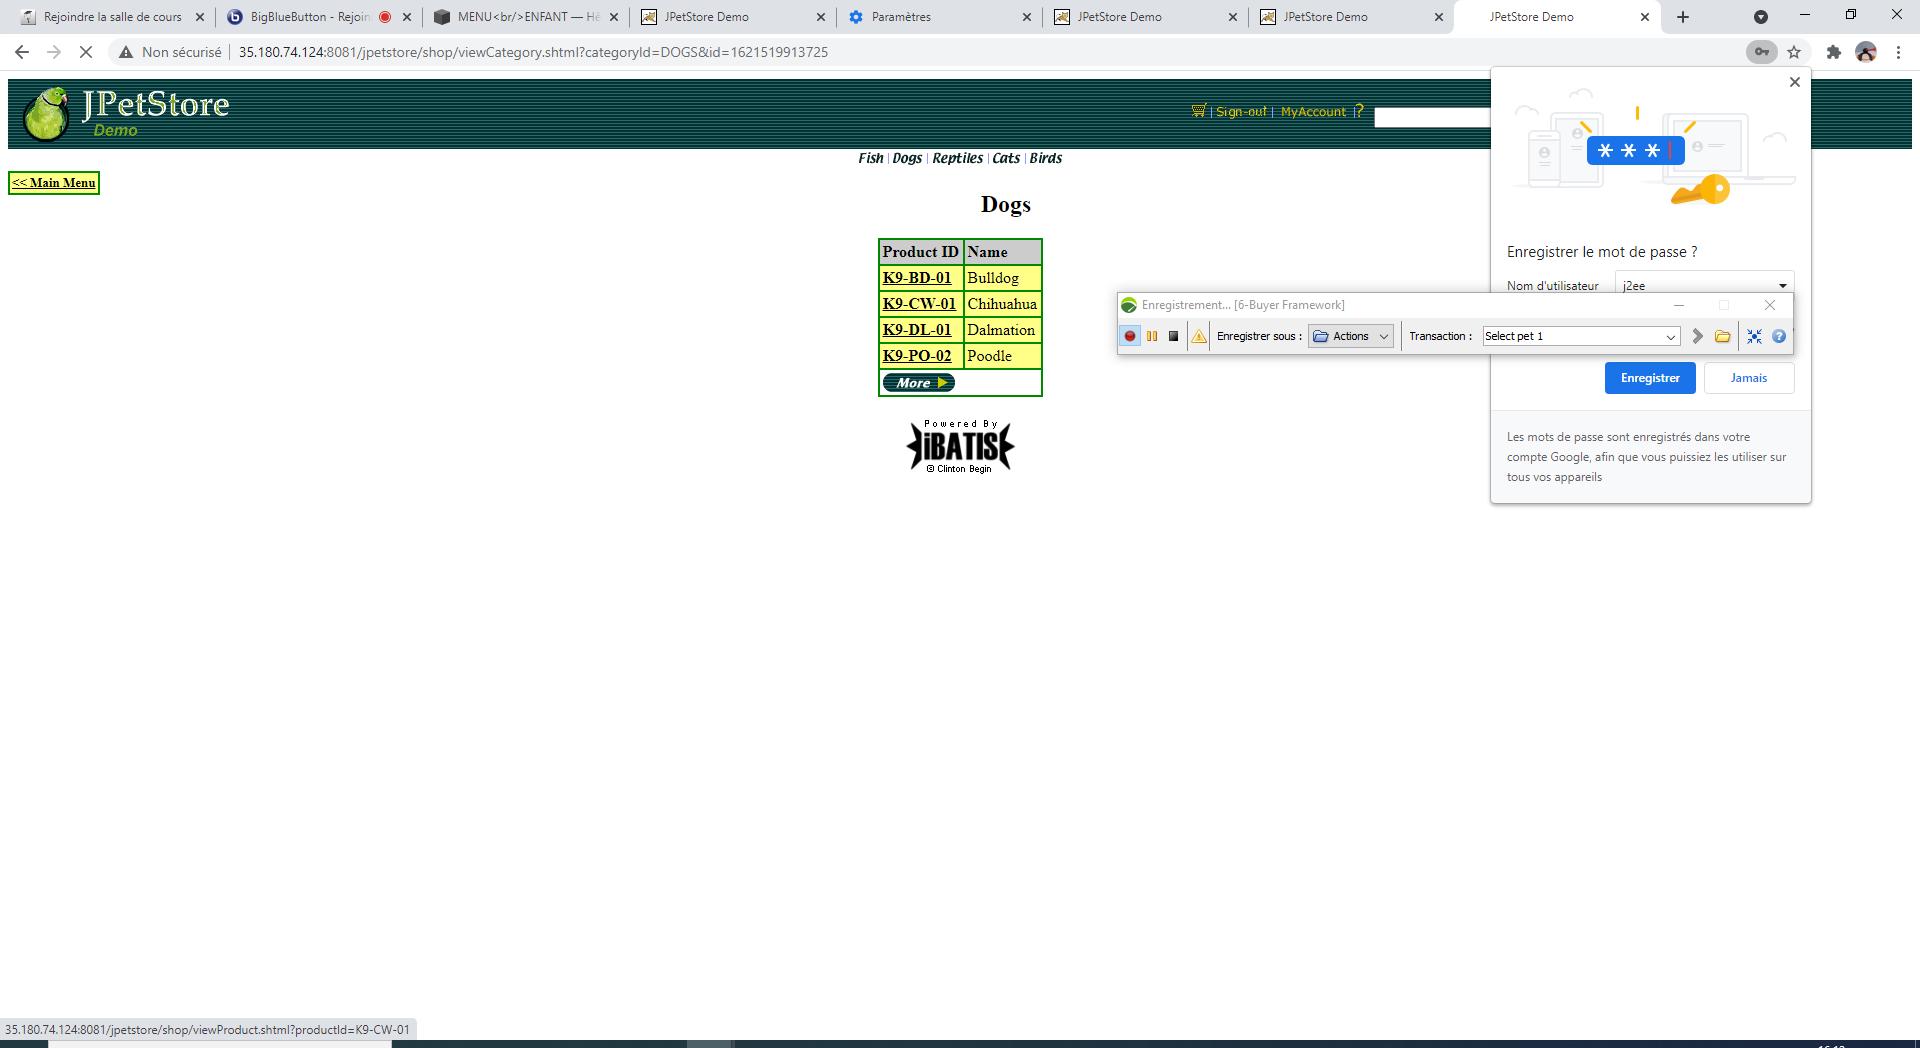 Rejoindre la salle de cours
BigBlueButton - Rejoin
MENU<br/>ENFANT — Hé
JPetStore Demo
Paramètres
JPetStore Demo
JPetStore Demo
JPetStore Demo
Non sécurisé
35.180.74.124:8081/jpetstore/shop/viewCategory.shtml?categoryId=DOGS&id=1621519913725
JPetStore
Demo
| Sign-out | MyAccount | ?
Fish | Dogs | Reptiles | Cats | Birds
<< Main Menu
Dogs
Product ID Name
K9-BD-01 Bulldog
K9-CW-01 Chihuahua
K9-DL-01 Dalmation
K9-PO-02 Poodle
More
Powered By
iBATIS
© Clinton Begin
* * * |
Enregistrer le mot de passe ?
Nom d'utilisateur j2ee
Enregistrement... [6-Buyer Framework]
Enregistrer sous : Actions Transaction : Select pet 1
Enregistrer Jamais
Les mots de passe sont enregistrés dans votre
compte Google, afin que vous puissiez les utiliser sur
tous vos appareils
35.180.74.124:8081/jpetstore/shop/viewProduct.shtml?productId=K9-CW-01